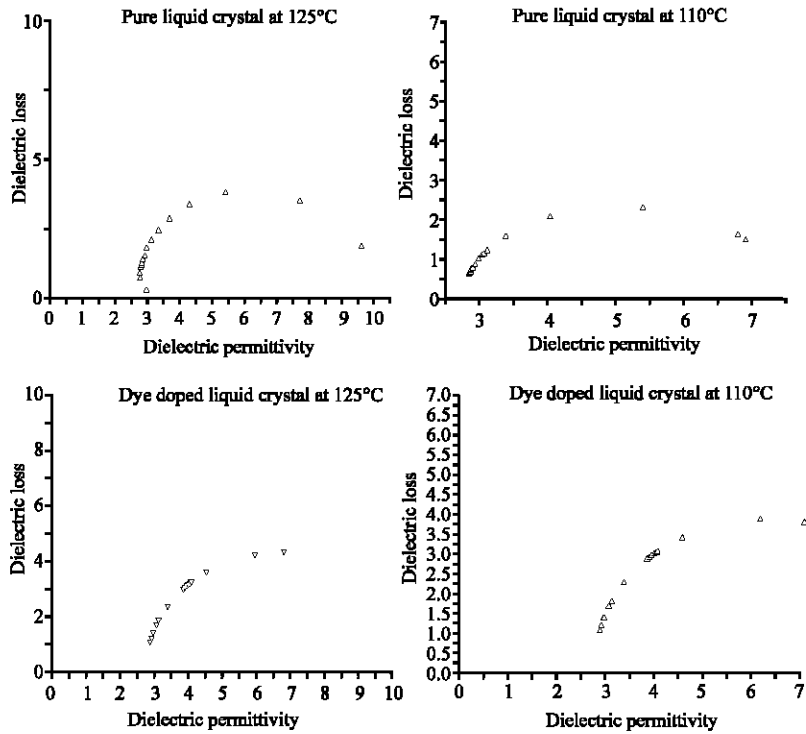 Pure liquid crystal at 125°C
10
5
0
Dielectric loss
0 1 2 3 4 5 6 7 8 9 10
Dielectric permittivity
Pure liquid crystal at 110°C
7
6
5
4
3
2
1
0
Dielectric loss
3 4 5 6 7
Dielectric permittivity
Dye doped liquid crystal at 125°C
10
8
6
4
2
0
Dielectric loss
0 1 2 3 4 5 6 7 8 9 10
Dielectric permittivity
Dye doped liquid crystal at 110°C
7.0
6.5
6.0
5.5
5.0
4.5
4.0
3.5
3.0
2.5
2.0
1.5
1.0
0.5
0.0
Dielectric loss
0 1 2 3 4 5 6 7
Dielectric permittivity